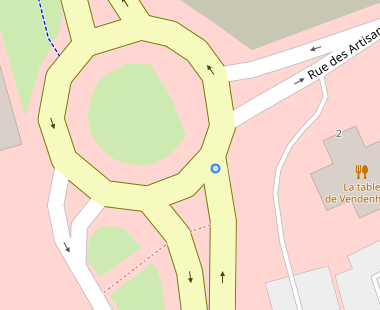 Rue des Artisan
2
La table
de Vendenh